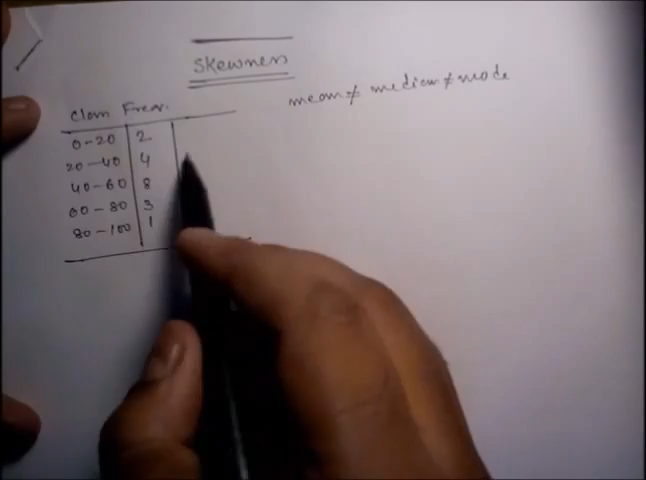 Skewness
mean ≠ median ≠ mode
Class Freq.
0-20 2
20-40 4
40-60 8
60-80 3
80-100 1